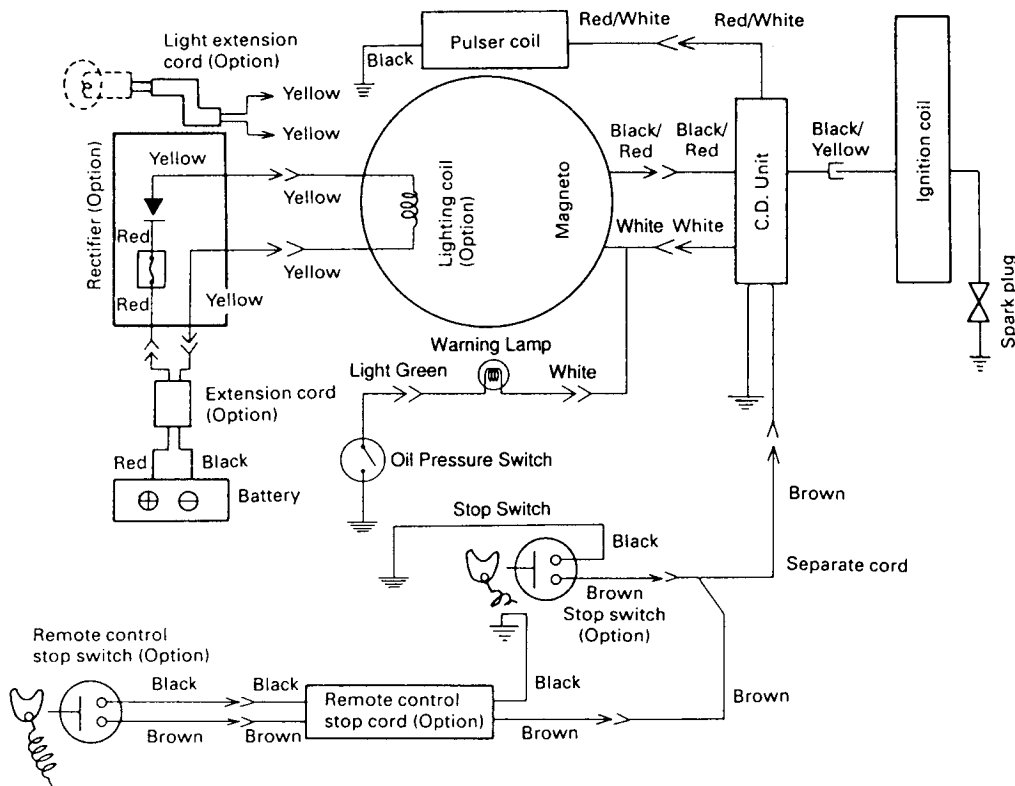 Light extension
cord (Option)
Yellow
Yellow
Black
Pulser coil
Red/White
Red/White
Rectifier (Option)
Yellow
Yellow
Red
Red
Yellow
Yellow
Lighting coil
(Option)
Magneto
Black/
Red
Black/
Red
White
White
C.D. Unit
Black/
Yellow
Ignition coil
Spark plug
Warning Lamp
Light Green
White
Extension cord
(Option)
Red
Black
Battery
Oil Pressure Switch
Stop Switch
Black
Brown
Stop switch
(Option)
Brown
Separate cord
Remote control
stop switch (Option)
Black
Black
Brown
Brown
Remote control
stop cord (Option)
Black
Brown
Brown